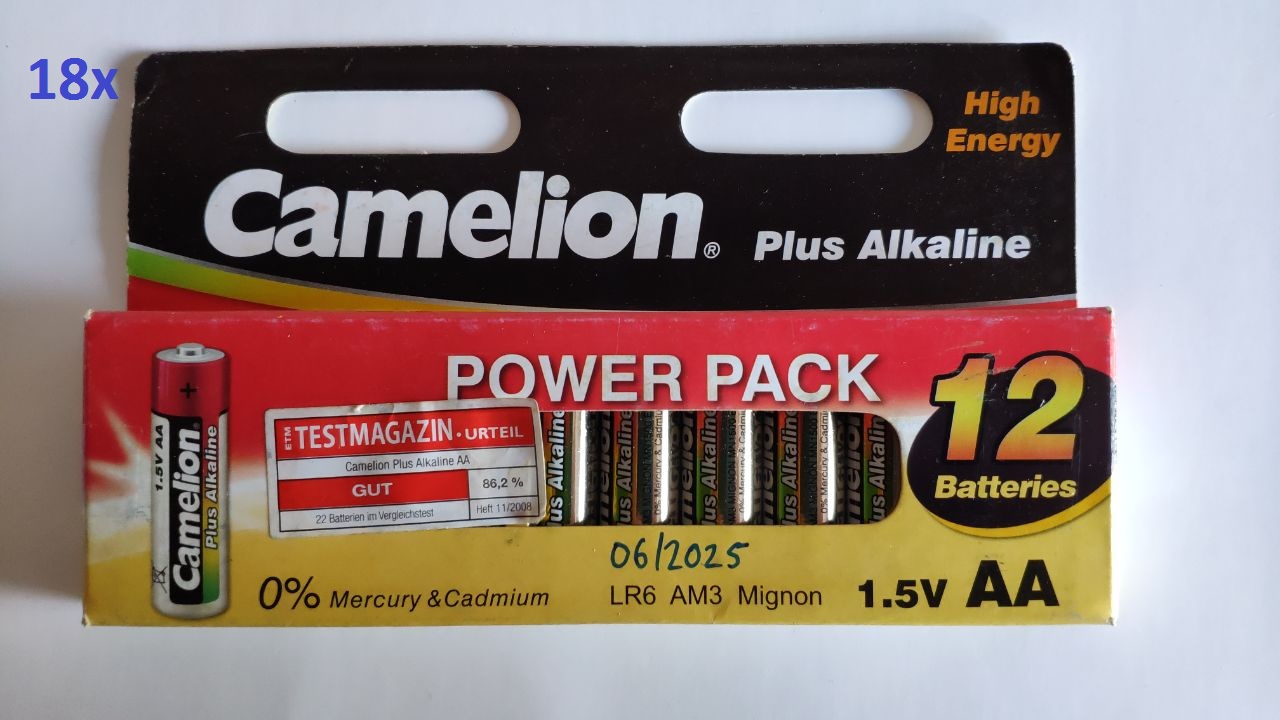 18x
High
Energy
Camelion®
Plus Alkaline
POWER PACK
12
Batteries
1.5V AA
Camelion
Plus Alkaline
ETM TESTMAGAZIN · URTEIL
Camelion Plus Alkaline AA
GUT
86,2 %
22 Batterien im Vergleichstest
Heft 11/2008
06/2025
0% Mercury & Cadmium
LR6 AM3 Mignon
1.5V AA